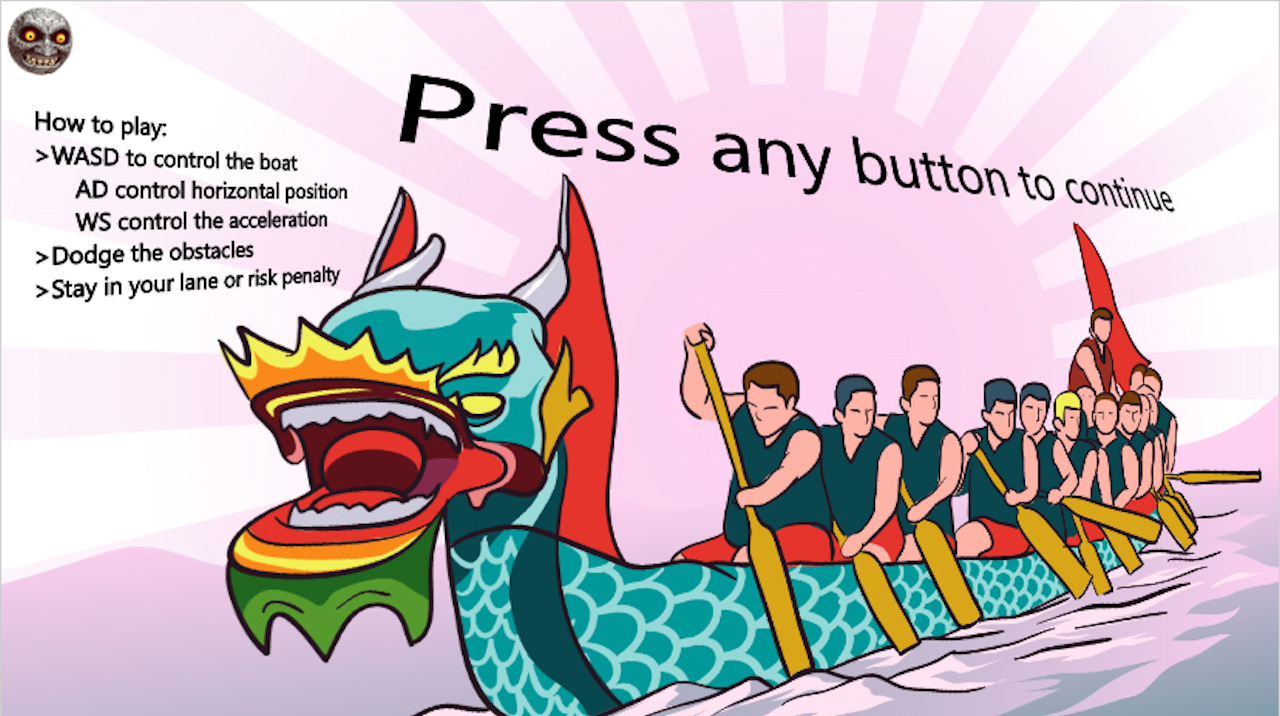 Press any button to continue
How to play:
>WASD to control the boat
AD control horizontal position
WS control the acceleration
>Dodge the obstacles
>Stay in your lane or risk penalty